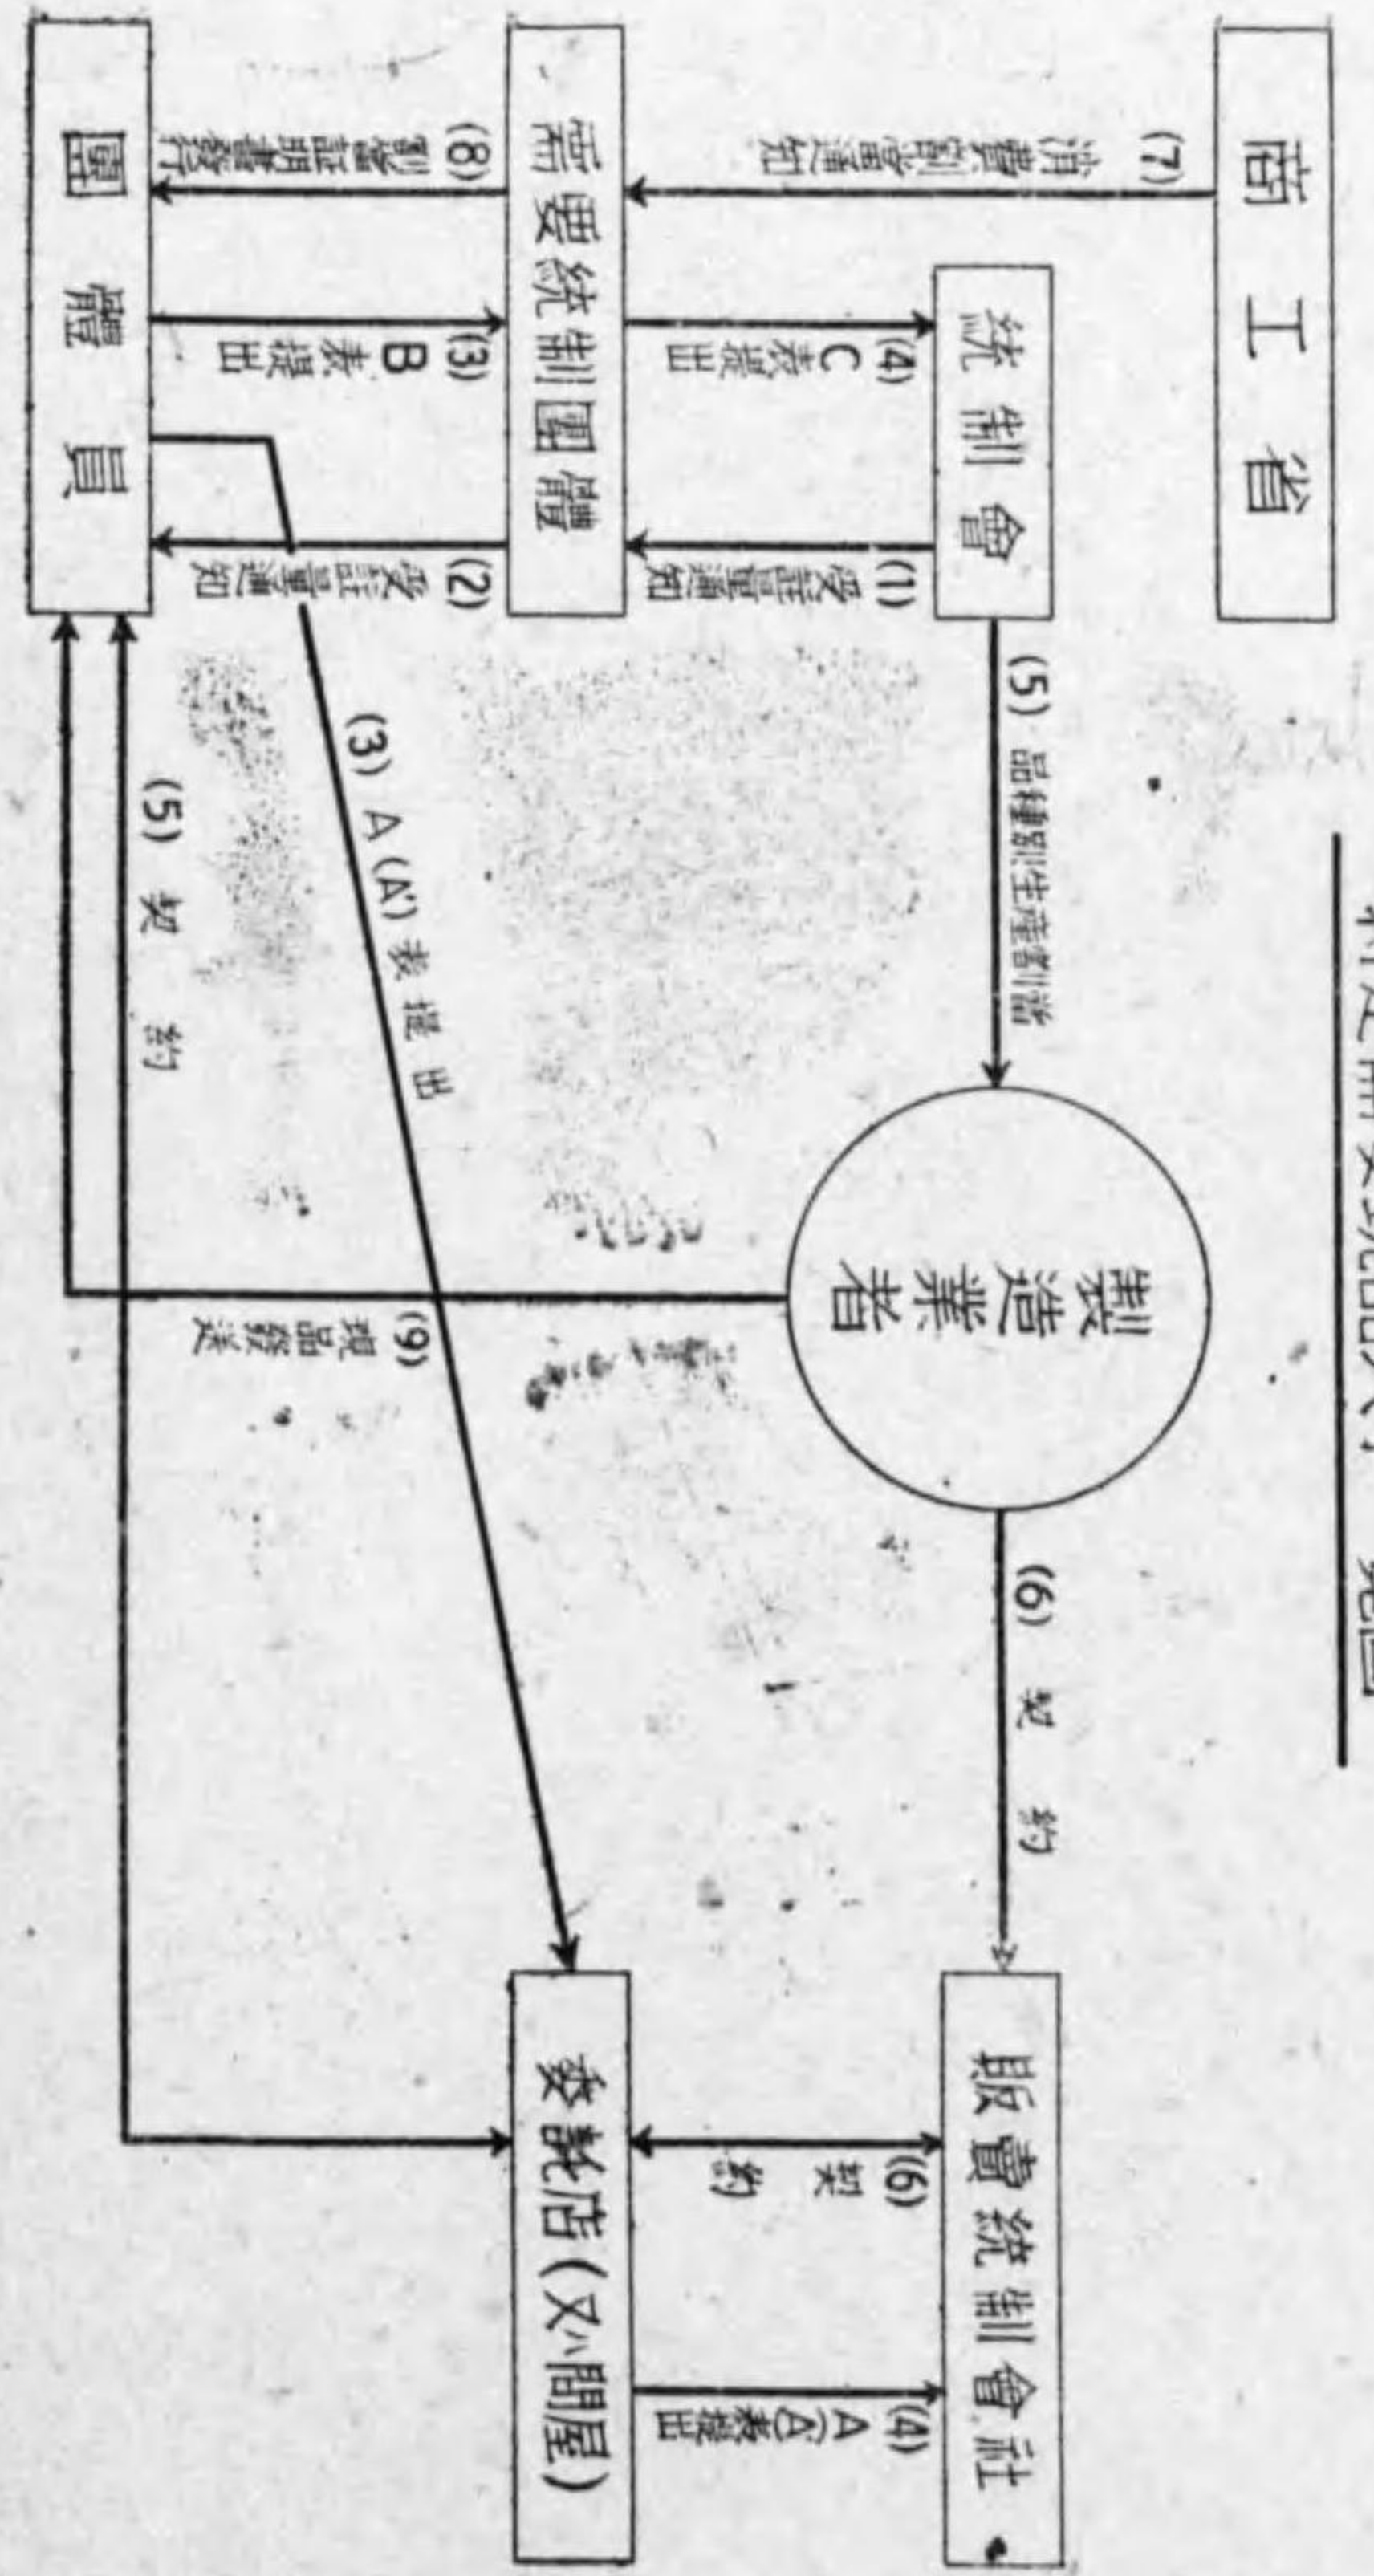 商工省
(7) 消費割當通知
統制會
(4) C表提出
(1) 受註量通知
需要統制團體
(8) 割當証明書發行
(3) B表提出
(2) 受註量通知
團體員
(5) 品種別生産割當
製造業者
(3) A(A')表提出
(5) 契約
(9) 現品發送
(6) 契約
販賣統制會社
(6) 契約
(4) A(A')表提出
委託店(又ハ問屋)